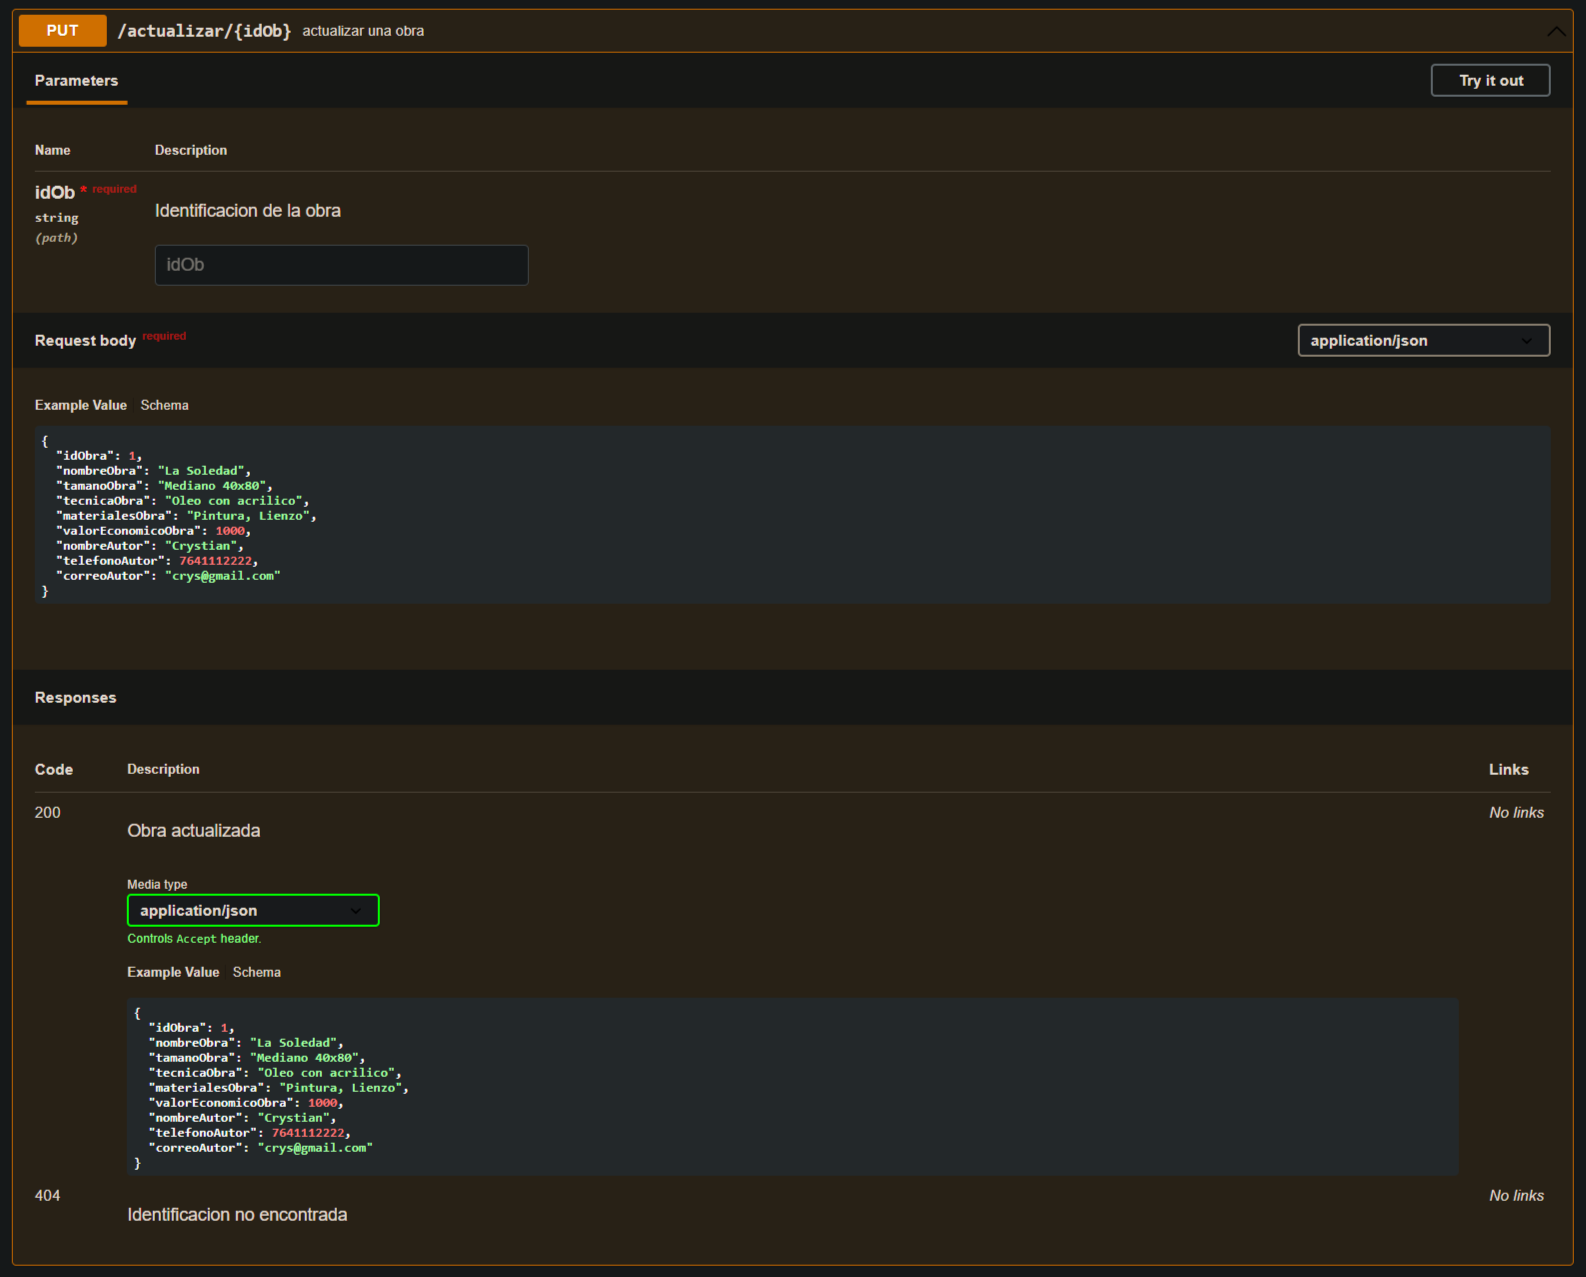 PUT /actualizar/{idOb} actualizar una obra
Parameters
Try it out
Name Description
idOb * required
string
(path)
Identificacion de la obra
idOb
Request body required
application/json
Example Value Schema
{
  "idObra": 1,
  "nombreObra": "La Soledad",
  "tamanoObra": "Mediano 40x80",
  "tecnicaObra": "Oleo con acrilico",
  "materialesObra": "Pintura, Lienzo",
  "valorEconomicoObra": 1000,
  "nombreAutor": "Crystian",
  "telefonoAutor": 7641112222,
  "correoAutor": "crys@gmail.com"
}
Responses
Code Description Links
200
Obra actualizada
No links
Media type
application/json
Controls Accept header.
Example Value Schema
{
  "idObra": 1,
  "nombreObra": "La Soledad",
  "tamanoObra": "Mediano 40x80",
  "tecnicaObra": "Oleo con acrilico",
  "materialesObra": "Pintura, Lienzo",
  "valorEconomicoObra": 1000,
  "nombreAutor": "Crystian",
  "telefonoAutor": 7641112222,
  "correoAutor": "crys@gmail.com"
}
404
Identificacion no encontrada
No links